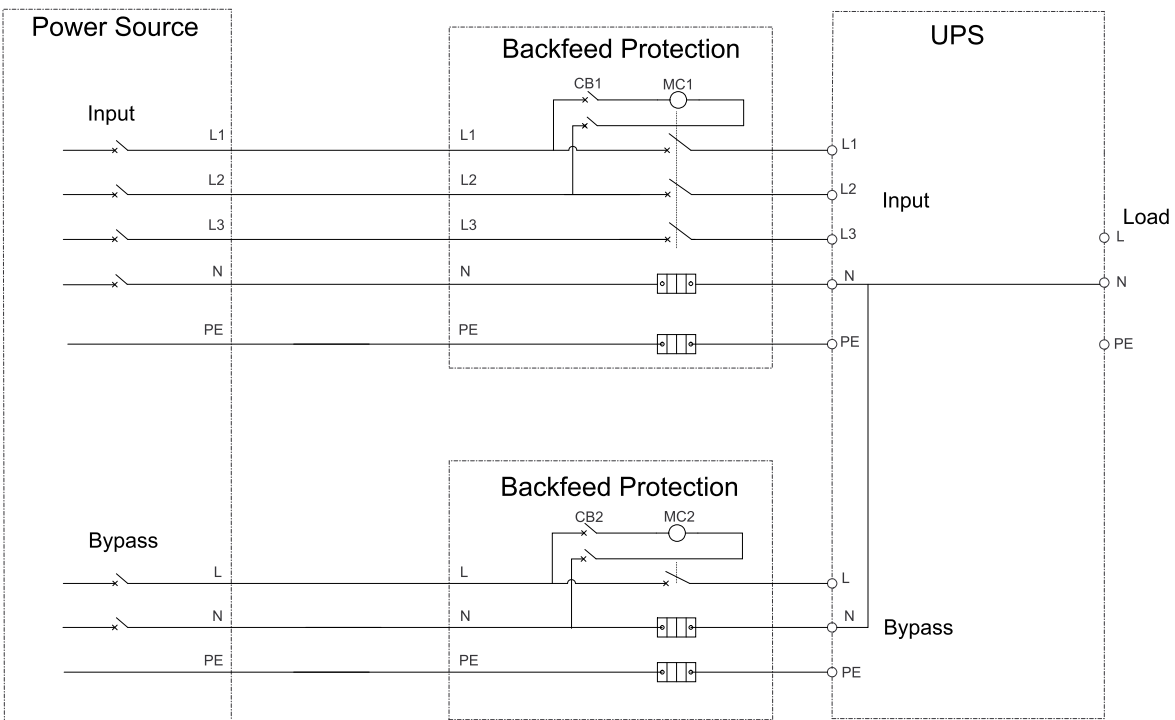 Power Source
Backfeed Protection
UPS
CB1
MC1
Input
L1
L1
L1
L2
L2
L2
Input
L3
L3
L3
Load
L
N
N
N
N
PE
PE
PE
PE
Backfeed Protection
CB2
MC2
Bypass
L
L
L
N
N
N
Bypass
PE
PE
PE